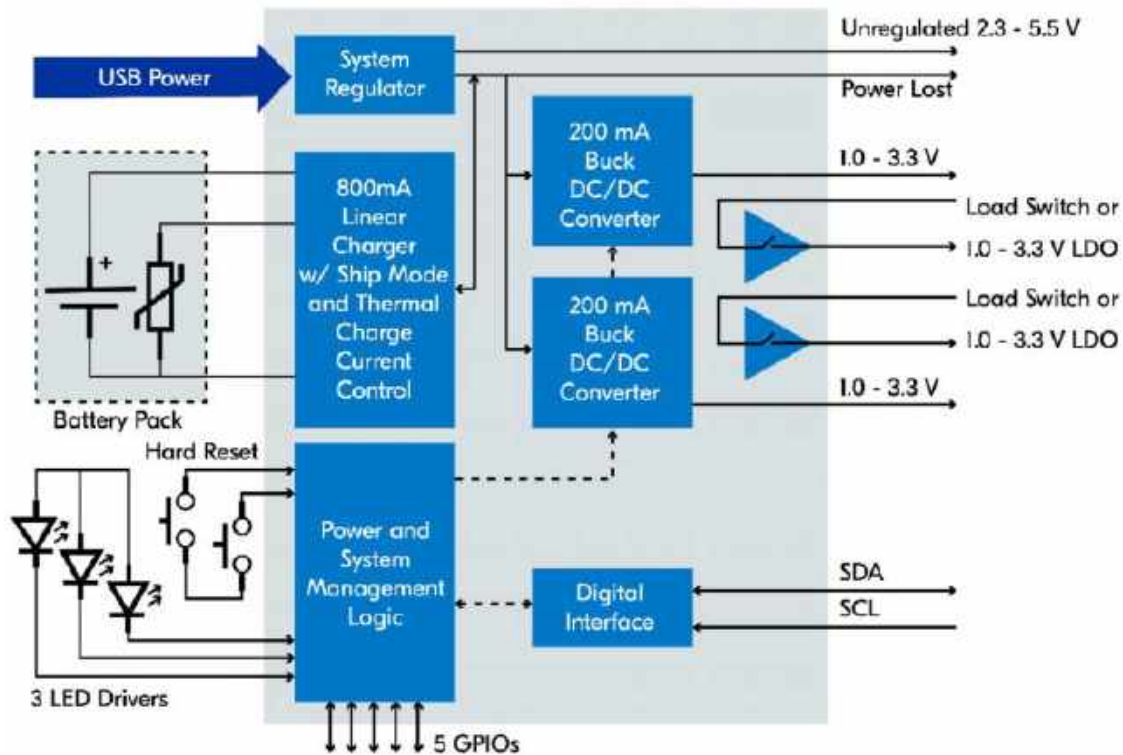 Unregulated 2.3 - 5.5 V
USB Power
System
Regulator
Power Lost
200 mA
Buck
DC/DC
Converter
1.0 - 3.3 V
800mA
Linear
Charger
w/ Ship Mode
and Thermal
Charge
Current
Control
Load Switch or
1.0 - 3.3 V LDO
200 mA
Buck
DC/DC
Converter
Load Switch or
1.0 - 3.3 V LDO
1.0 - 3.3 V
Battery Pack
Hard Reset
Power and
System
Management
Logic
Digital
Interface
SDA
SCL
3 LED Drivers
5 GPIOs
+